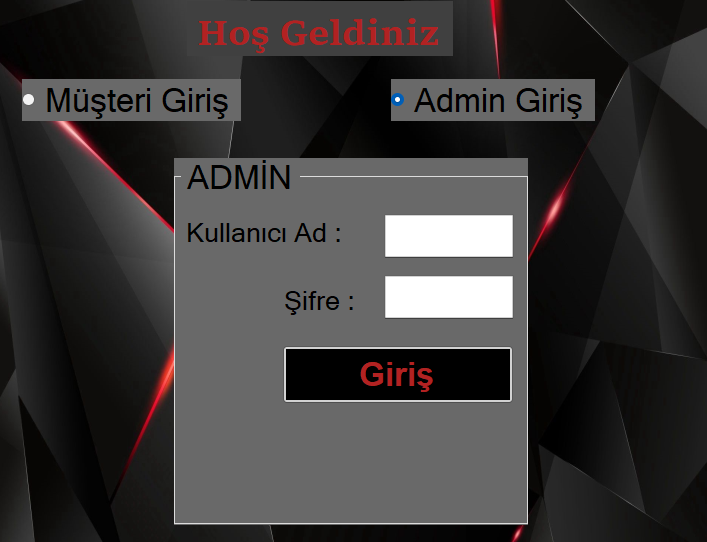 Hoş Geldiniz
Müşteri Giriş
Admin Giriş
ADMİN
Kullanıcı Ad :
Şifre :
Giriş